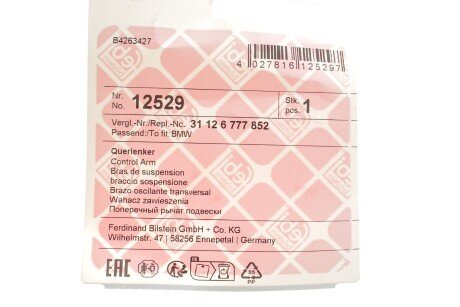 B4263427
4 027816 125297
Nr.
No. 12529
Stk.
pcs. 1
Vergl.-Nr./Repl.-No. 31 12 6 777 852
Passend:/To fit:BMW
Querlenker
Control Arm
Bras de suspension
braccio sospensione
Brazo oscilante transversal
Wahacz zawieszenia
Поперечный рычаг подвески
Ferdinand Bilstein GmbH + Co. KG
Wilhelmstr. 47 | 58256 Ennepetal | Germany
EAC
PP